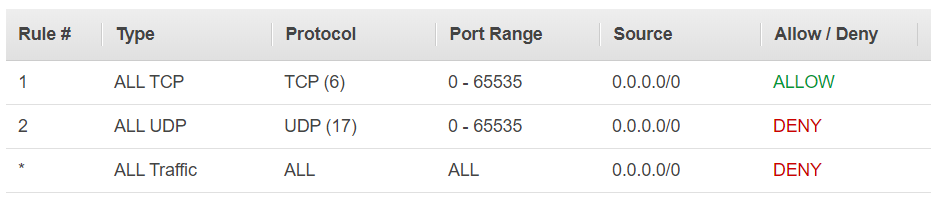 Rule # Type Protocol Port Range Source Allow / Deny
1 ALL TCP TCP (6) 0 - 65535 0.0.0.0/0 ALLOW
2 ALL UDP UDP (17) 0 - 65535 0.0.0.0/0 DENY
* ALL Traffic ALL ALL 0.0.0.0/0 DENY